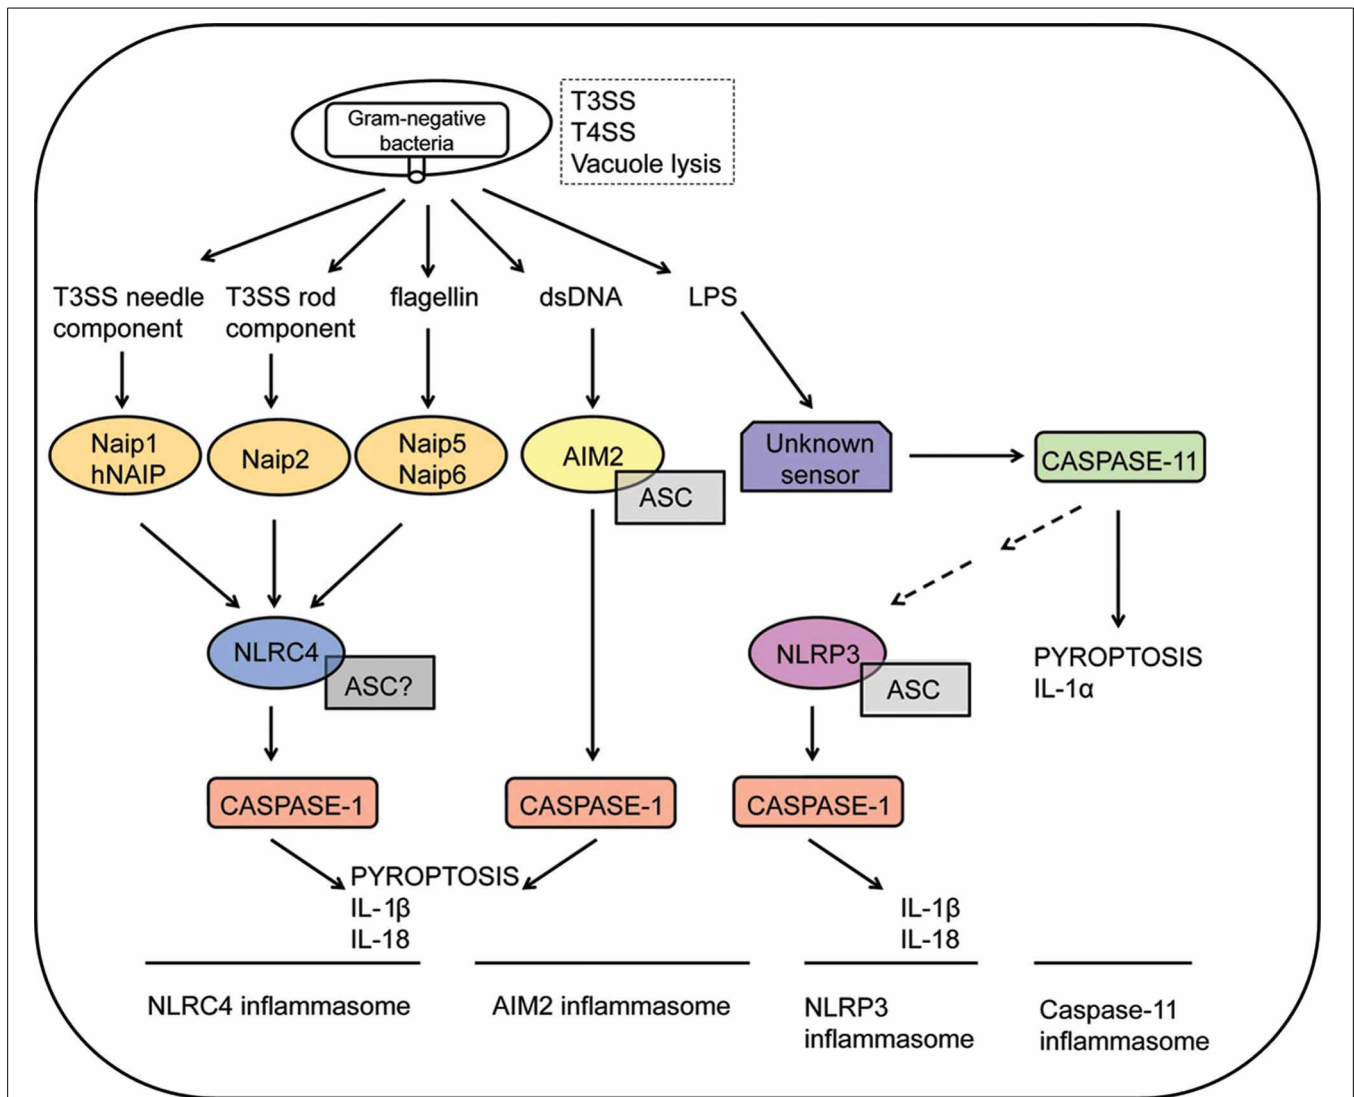 Gram-negative
bacteria
T3SS
T4SS
Vacuole lysis
T3SS needle
component
T3SS rod
component
flagellin
dsDNA
LPS
Naip1
hNAIP
Naip2
Naip5
Naip6
AIM2
ASC
Unknown
sensor
CASPASE-11
NLRC4
ASC?
NLRP3
ASC
PYROPTOSIS
IL-1α
CASPASE-1
CASPASE-1
CASPASE-1
PYROPTOSIS
IL-1β
IL-18
IL-1β
IL-18
NLRC4 inflammasome
AIM2 inflammasome
NLRP3
inflammasome
Caspase-11
inflammasome